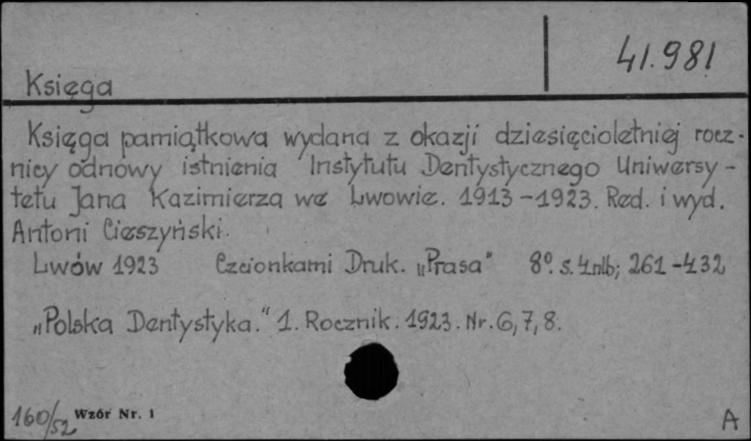 41.981
Księga
Księga pamiątkowa wydana z okazji dziesięcioletniej rocz-
nicy odnowy istnienia Instytutu Dentystycznego Uniwersy-
tetu Jana Kazimierza we Lwowie. 1913-1923. Red. i wyd.
Antoni Cieszyński.
Lwów 1923 Czcionkami Druk. „Prasa" 8° s. 4nlb; 261-432
„Polska Dentystyka." 1. Rocznik. 1923. Nr. 6, 7, 8.
160/52 Wzór Nr. 1 A